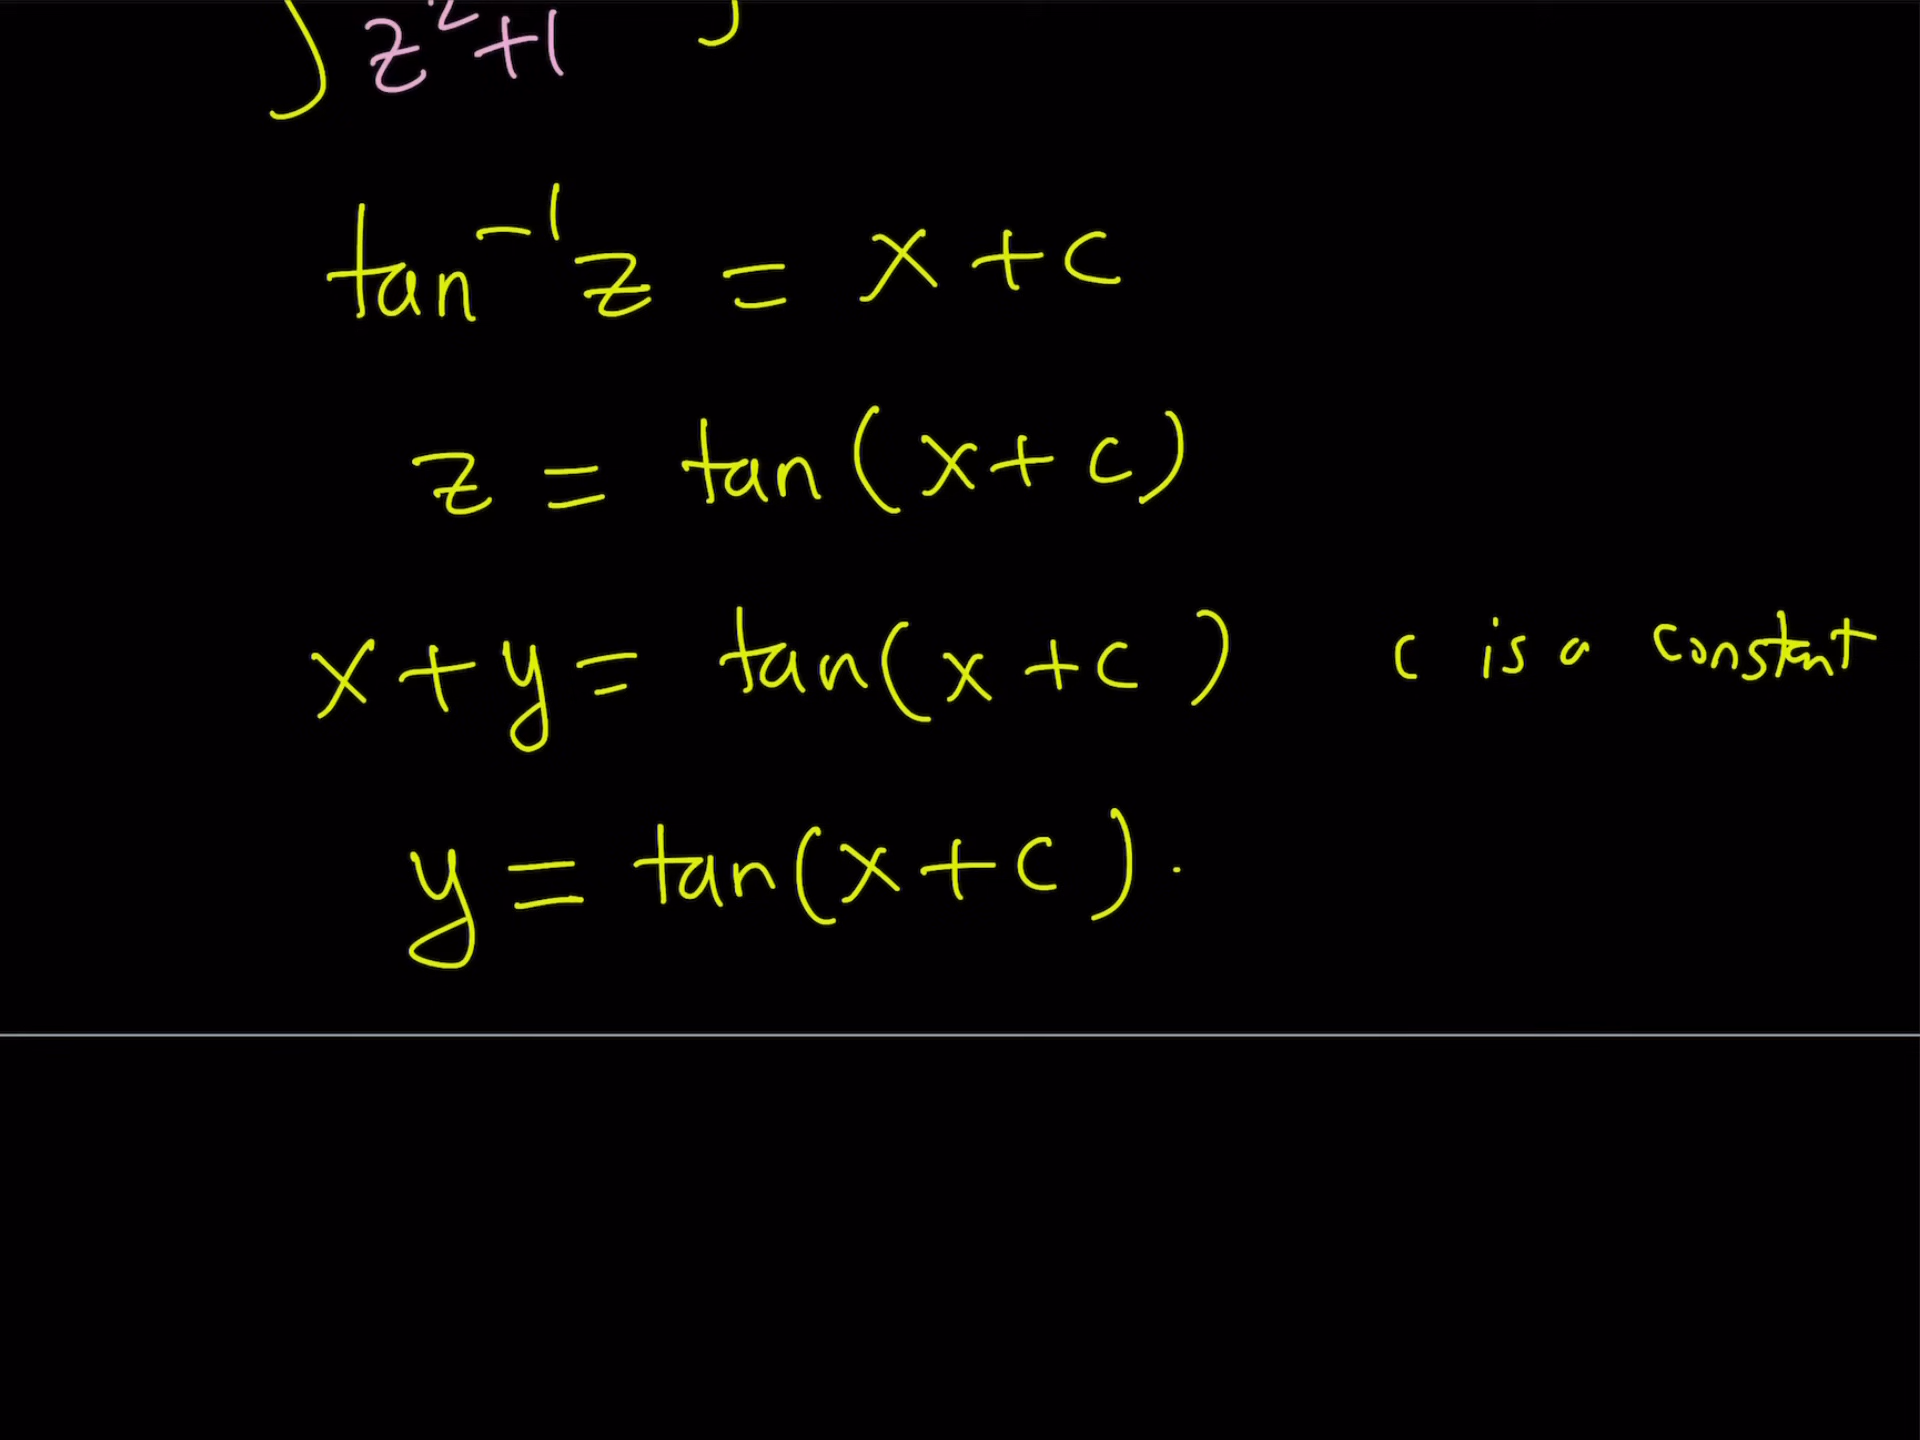 ∫ z²+1 ∫
tan⁻¹z = x+c
z = tan(x+c)
x+y= tan(x+c) c is a constant
y = tan(x+c).